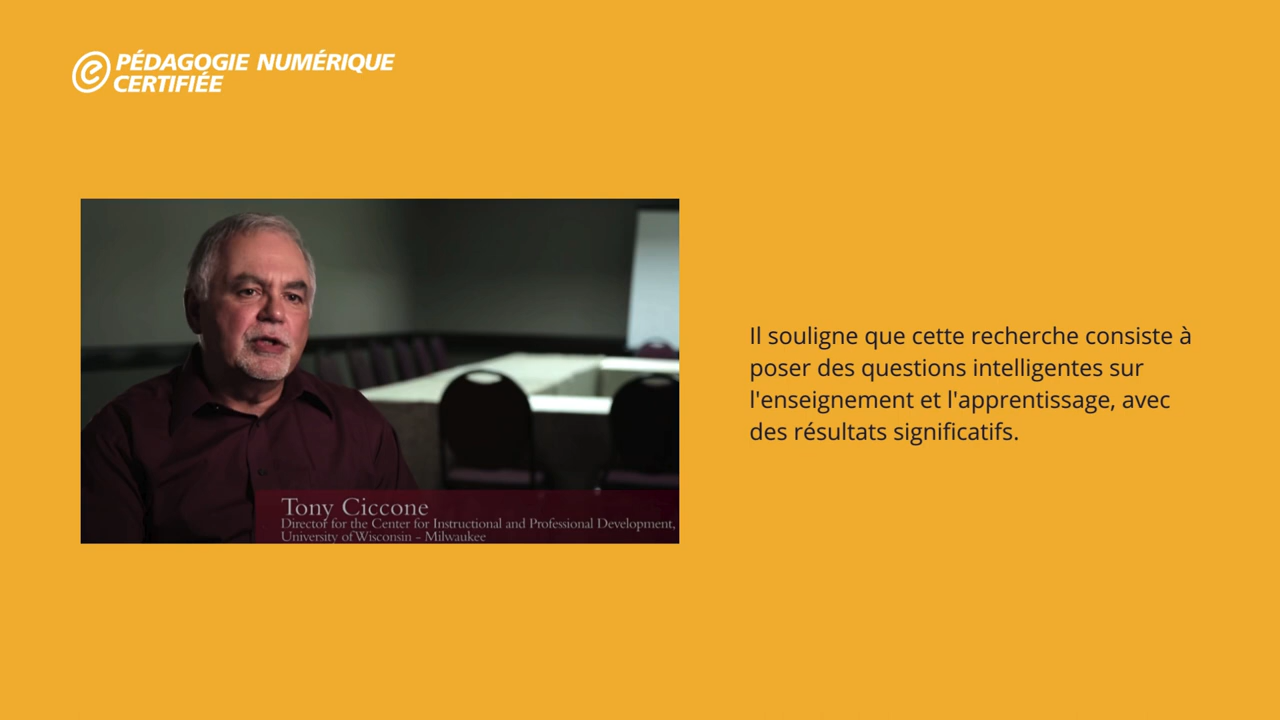 PÉDAGOGIE NUMÉRIQUE
CERTIFIÉE
Tony Ciccone
Director for the Center for Instructional and Professional Development,
University of Wisconsin - Milwaukee
Il souligne que cette recherche consiste à
poser des questions intelligentes sur
l'enseignement et l'apprentissage, avec
des résultats significatifs.